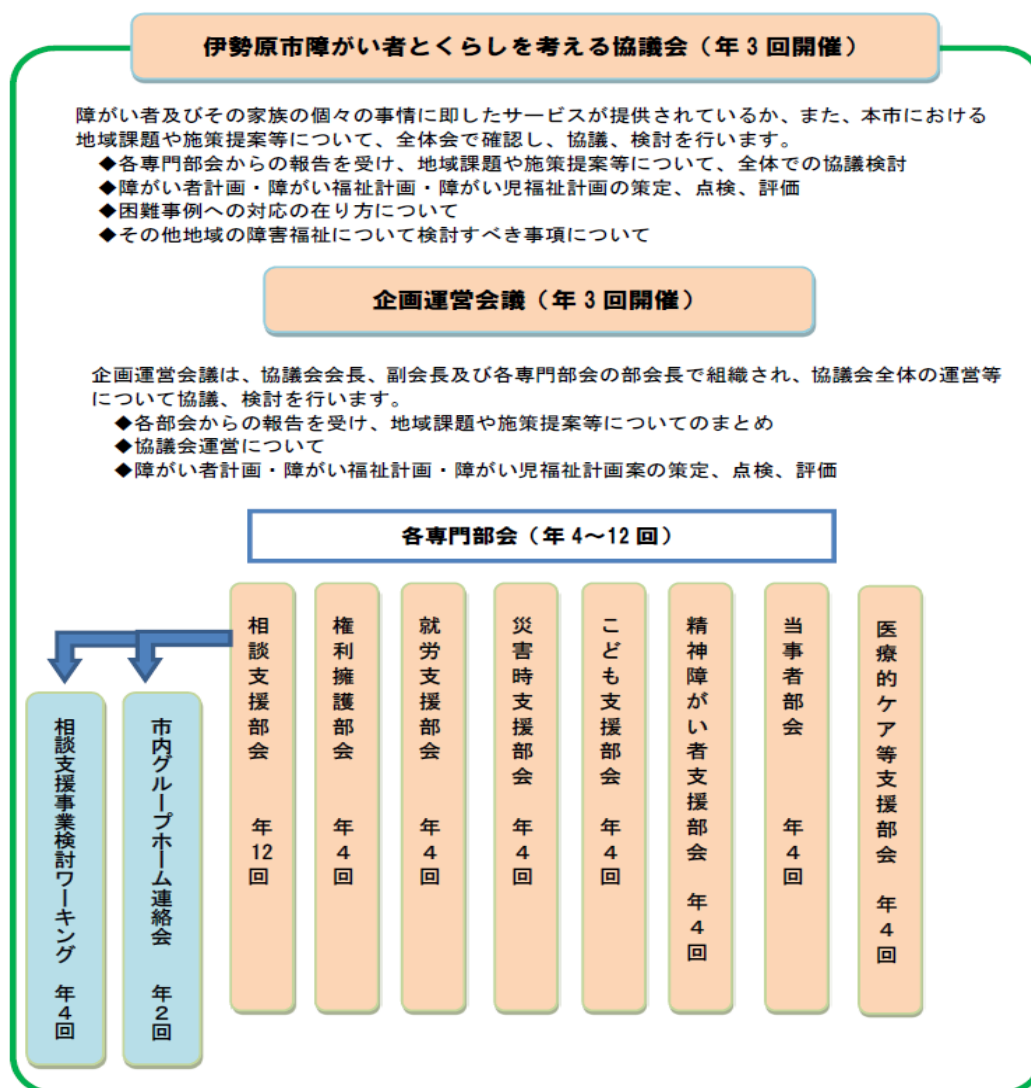 伊勢原市障がい者とくらしを考える協議会（年3回開催）
障がい者及びその家族の個々の事情に即したサービスが提供されているか、また、本市における
地域課題や施策提案等について、全体会で確認し、協議、検討を行います。
◆各専門部会からの報告を受け、地域課題や施策提案等について、全体での協議検討
◆障がい者計画・障がい福祉計画・障がい児福祉計画の策定、点検、評価
◆困難事例への対応の在り方について
◆その他地域の障害福祉について検討すべき事項について
企画運営会議（年3回開催）
企画運営会議は、協議会会長、副会長及び各専門部会の部会長で組織され、協議会全体の運営等
について協議、検討を行います。
◆各部会からの報告を受け、地域課題や施策提案等についてのまとめ
◆協議会運営について
◆障がい者計画・障がい福祉計画・障がい児福祉計画案の策定、点検、評価
各専門部会（年4～12回）
相談支援事業検討ワーキング 年4回
市内グループホーム連絡会 年2回
相談支援部会 年12回
権利擁護部会 年4回
就労支援部会 年4回
災害時支援部会 年4回
こども支援部会 年4回
精神障がい者支援部会 年4回
当事者部会 年4回
医療的ケア等支援部会 年4回